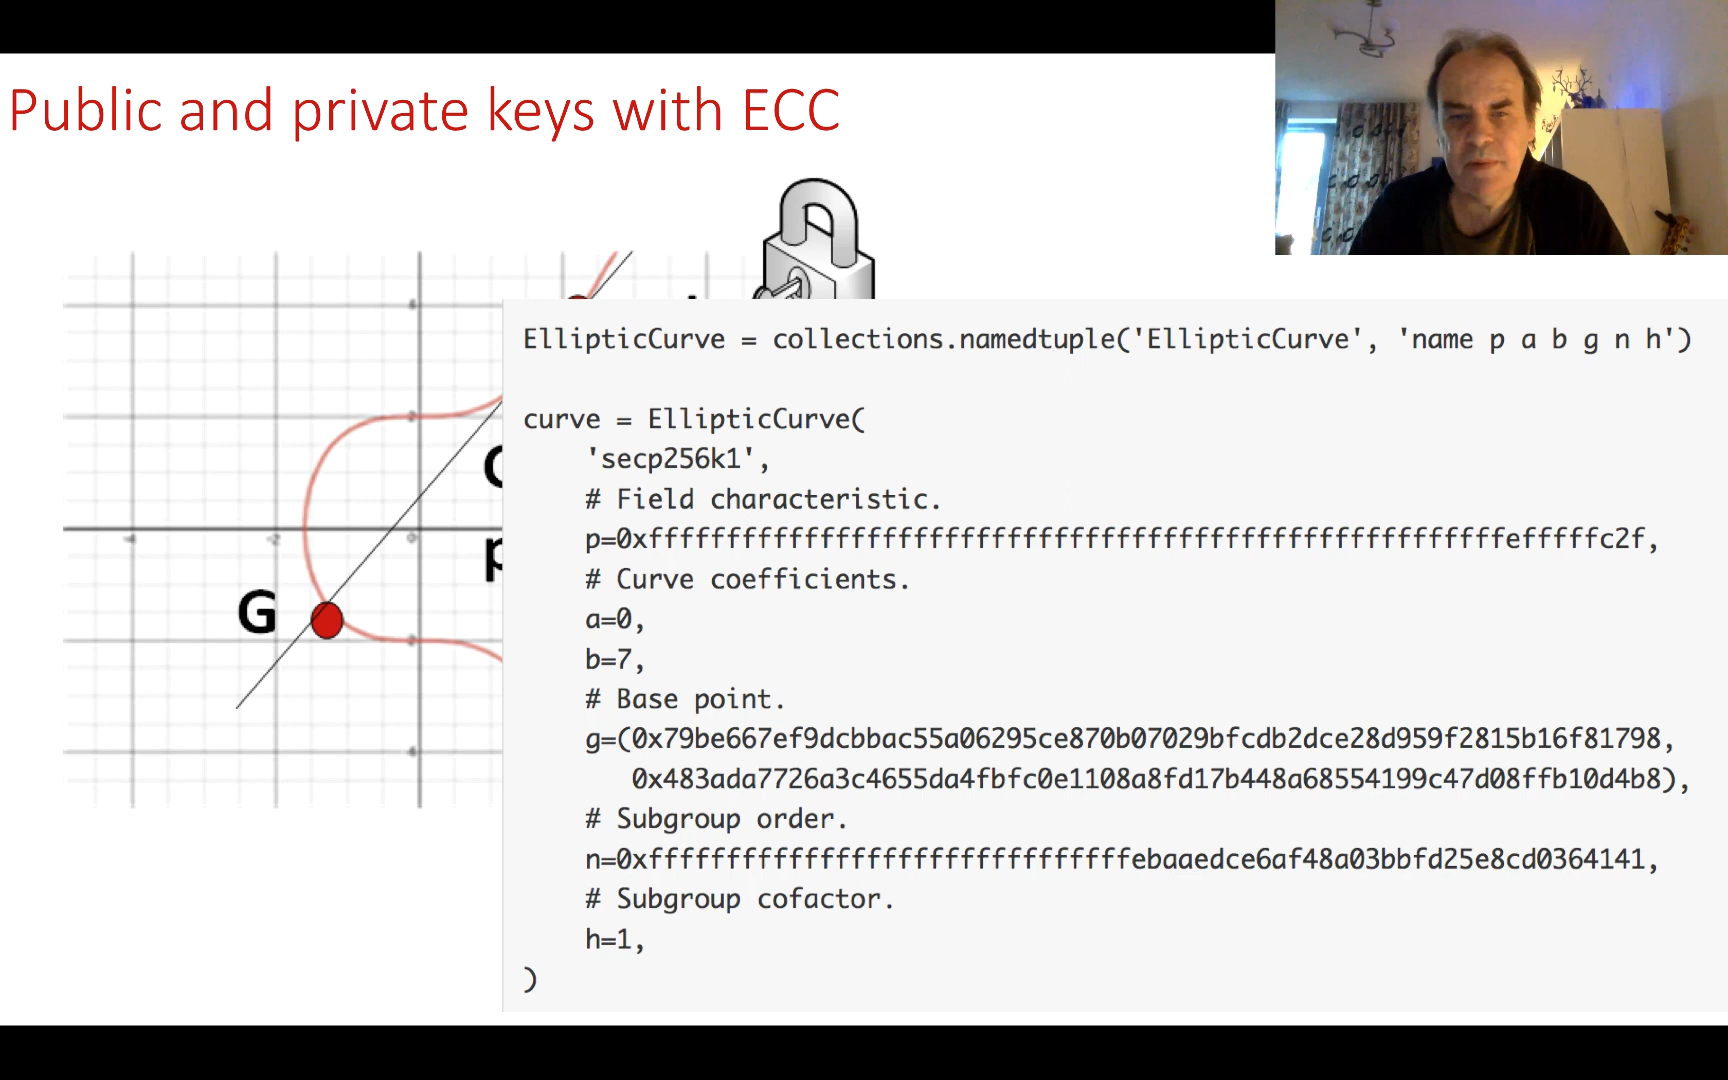 Public and private keys with ECC
G
EllipticCurve = collections.namedtuple('EllipticCurve', 'name p a b g n h')
curve = EllipticCurve(
'secp256k1',
# Field characteristic.
p=0xfffffffffffffffffffffffffffffffffffffffffffffffffffffffefffffc2f,
# Curve coefficients.
a=0,
b=7,
# Base point.
g=(0x79be667ef9dcbbac55a06295ce870b07029bfcdb2dce28d959f2815b16f81798,
0x483ada7726a3c4655da4fbfc0e1108a8fd17b448a68554199c47d08ffb10d4b8),
# Subgroup order.
n=0xfffffffffffffffffffffffffffffffebaaedce6af48a03bbfd25e8cd0364141,
# Subgroup cofactor.
h=1,
)